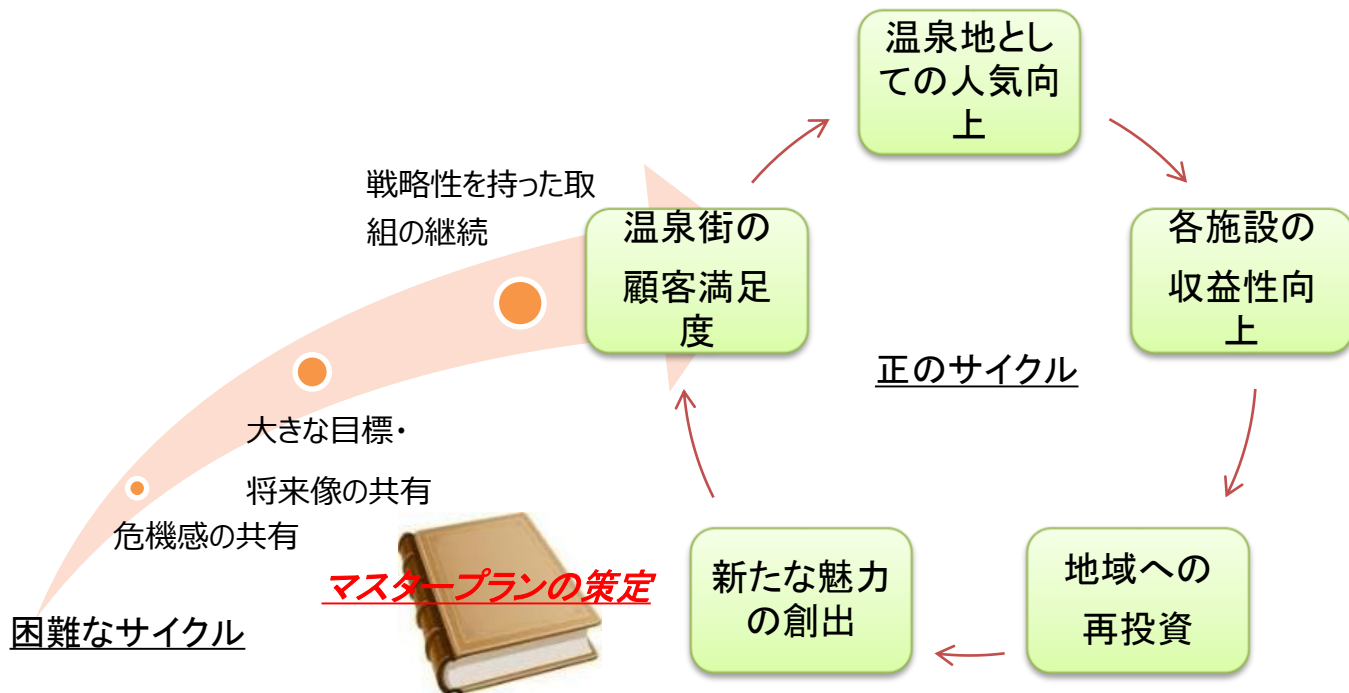 温泉地とし
ての人気向
上
戦略性を持った取
組の継続
温泉街の
顧客満足
度
各施設の
収益性向
上
正のサイクル
大きな目標・
将来像の共有
危機感の共有
マスタープランの策定
新たな魅力
の創出
地域への
再投資
困難なサイクル